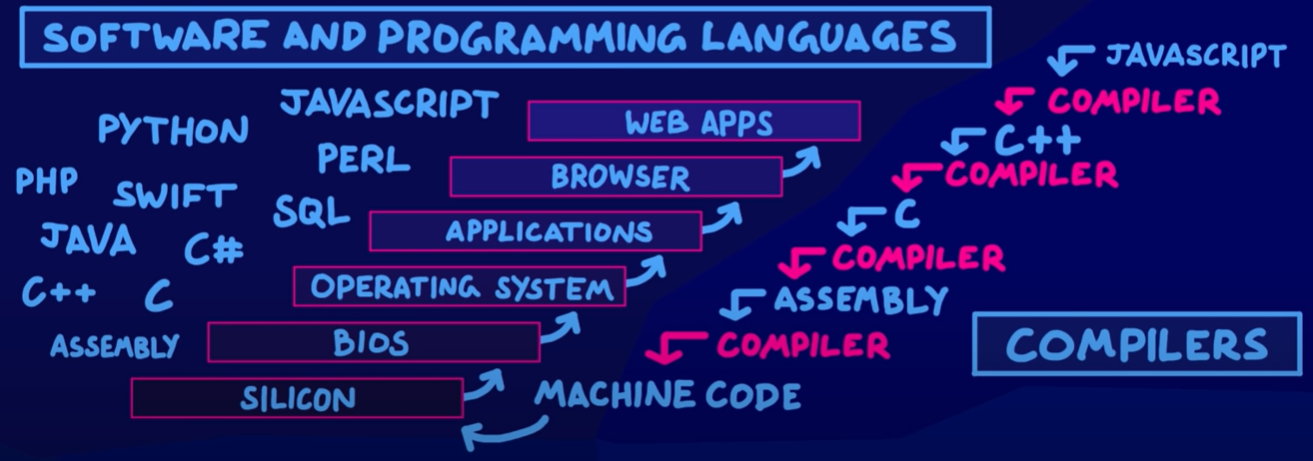 SOFTWARE AND PROGRAMMING LANGUAGES
JAVASCRIPT
COMPILER
C++
COMPILER
C
COMPILER
ASSEMBLY
COMPILER
MACHINE CODE
COMPILERS
JAVASCRIPT
PYTHON
PERL
PHP
SWIFT
SQL
JAVA
C#
C++
C
ASSEMBLY
WEB APPS
BROWSER
APPLICATIONS
OPERATING SYSTEM
BIOS
SILICON